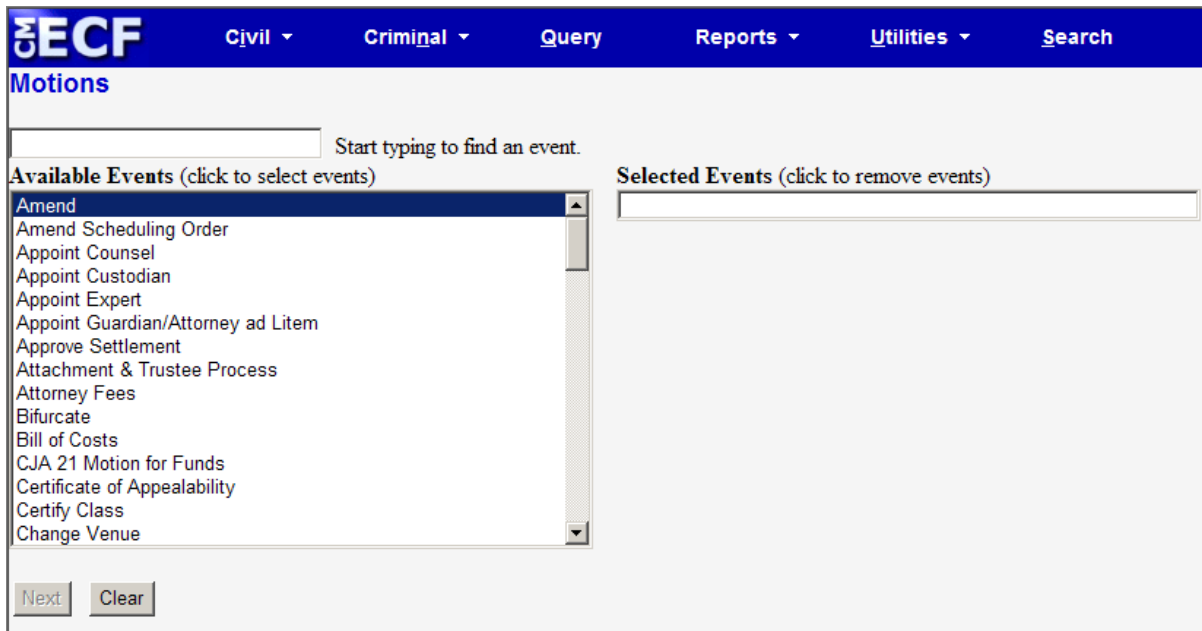 CM ECF Civil Criminal Query Reports Utilities Search
Motions
Start typing to find an event.
Available Events (click to select events) Selected Events (click to remove events)
Amend
Amend Scheduling Order
Appoint Counsel
Appoint Custodian
Appoint Expert
Appoint Guardian/Attorney ad Litem
Approve Settlement
Attachment & Trustee Process
Attorney Fees
Bifurcate
Bill of Costs
CJA 21 Motion for Funds
Certificate of Appealability
Certify Class
Change Venue
Next Clear